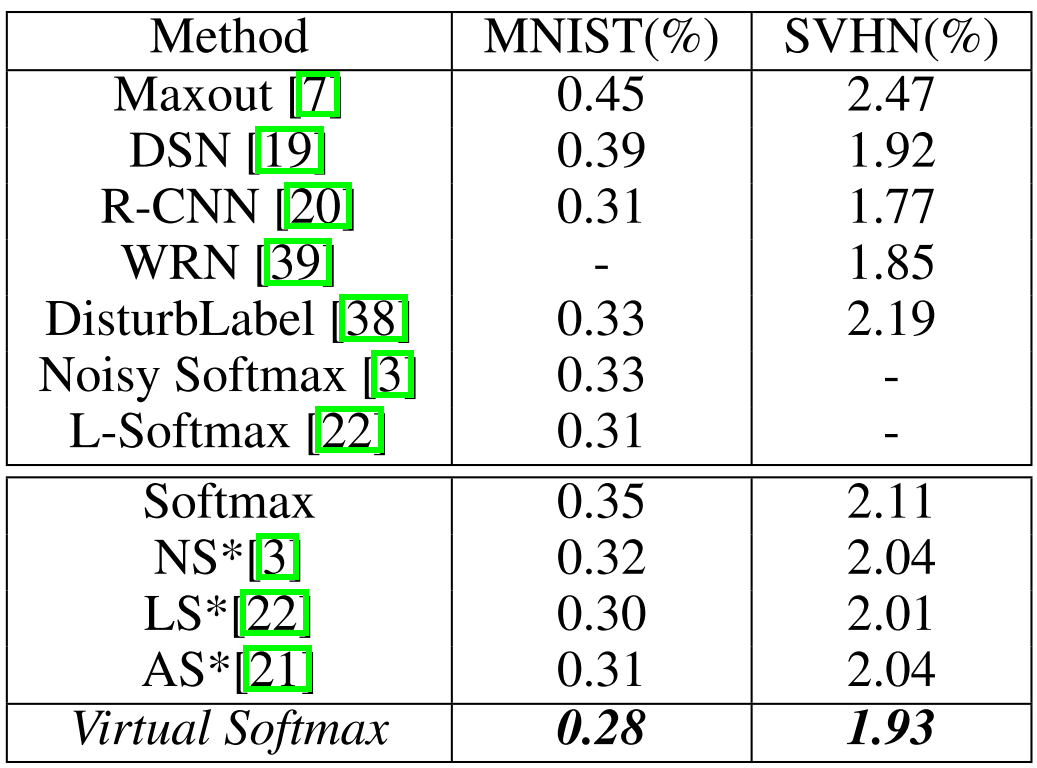 Method MNIST(%) SVHN(%)
Maxout [7] 0.45 2.47
DSN [19] 0.39 1.92
R-CNN [20] 0.31 1.77
WRN [39] - 1.85
DisturbLabel [38] 0.33 2.19
Noisy Softmax [3] 0.33 -
L-Softmax [22] 0.31 -
Softmax 0.35 2.11
NS*[3] 0.32 2.04
LS*[22] 0.30 2.01
AS*[21] 0.31 2.04
Virtual Softmax 0.28 1.93